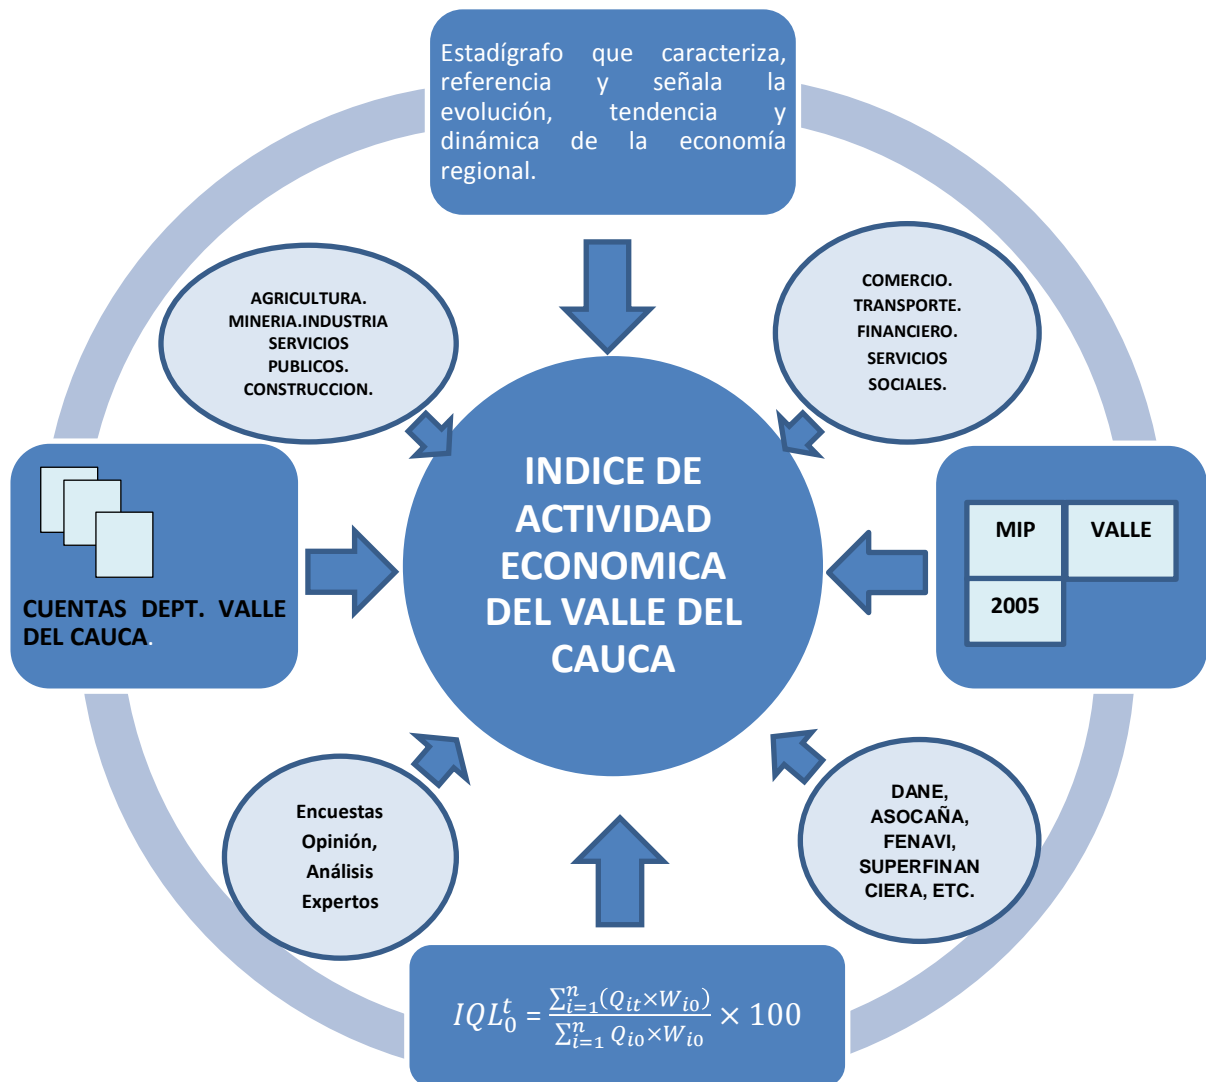 Estadígrafo que caracteriza,
referencia y señala la
evolución, tendencia y
dinámica de la economía
regional.
AGRICULTURA.
MINERIA.INDUSTRIA
SERVICIOS
PUBLICOS.
CONSTRUCCION.
COMERCIO.
TRANSPORTE.
FINANCIERO.
SERVICIOS
SOCIALES.
CUENTAS DEPT. VALLE
DEL CAUCA.
INDICE DE
ACTIVIDAD
ECONOMICA
DEL VALLE DEL
CAUCA
MIP VALLE
2005
Encuestas
Opinión,
Análisis
Expertos
DANE,
ASOCAÑA,
FENAVI,
SUPERFINAN
CIERA, ETC.
$IQL_0^t = \frac{\sum_{i=1}^{n}(Q_{it} \times W_{i0})}{\sum_{i=1}^{n} Q_{i0} \times W_{i0}} \times 100$